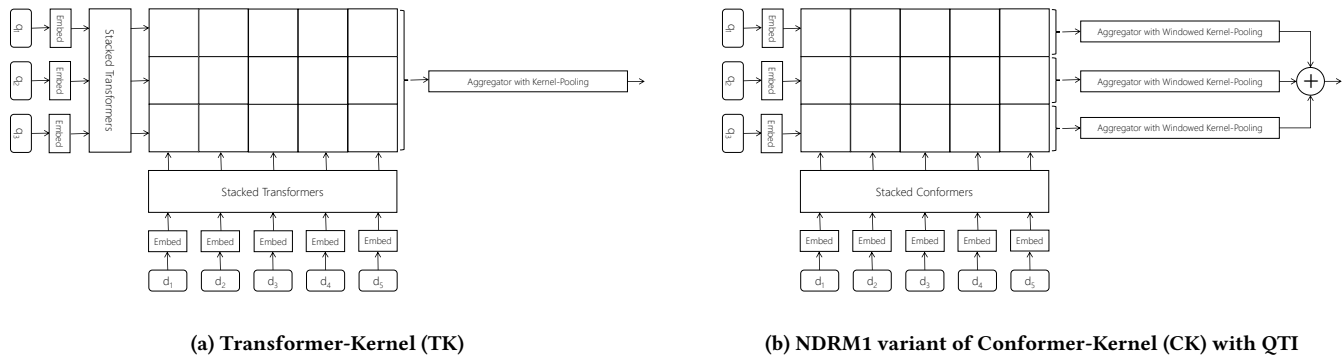 q1
Embed
q2
Embed
q3
Embed
Stacked Transformers
Aggregator with Kernel-Pooling
Stacked Transformers
Embed Embed Embed Embed Embed
d1 d2 d3 d4 d5
(a) Transformer-Kernel (TK)
q1
Embed
q2
Embed
q3
Embed
Aggregator with Windowed Kernel-Pooling
Aggregator with Windowed Kernel-Pooling
Aggregator with Windowed Kernel-Pooling
+
Stacked Conformers
Embed Embed Embed Embed Embed
d1 d2 d3 d4 d5
(b) NDRM1 variant of Conformer-Kernel (CK) with QTI